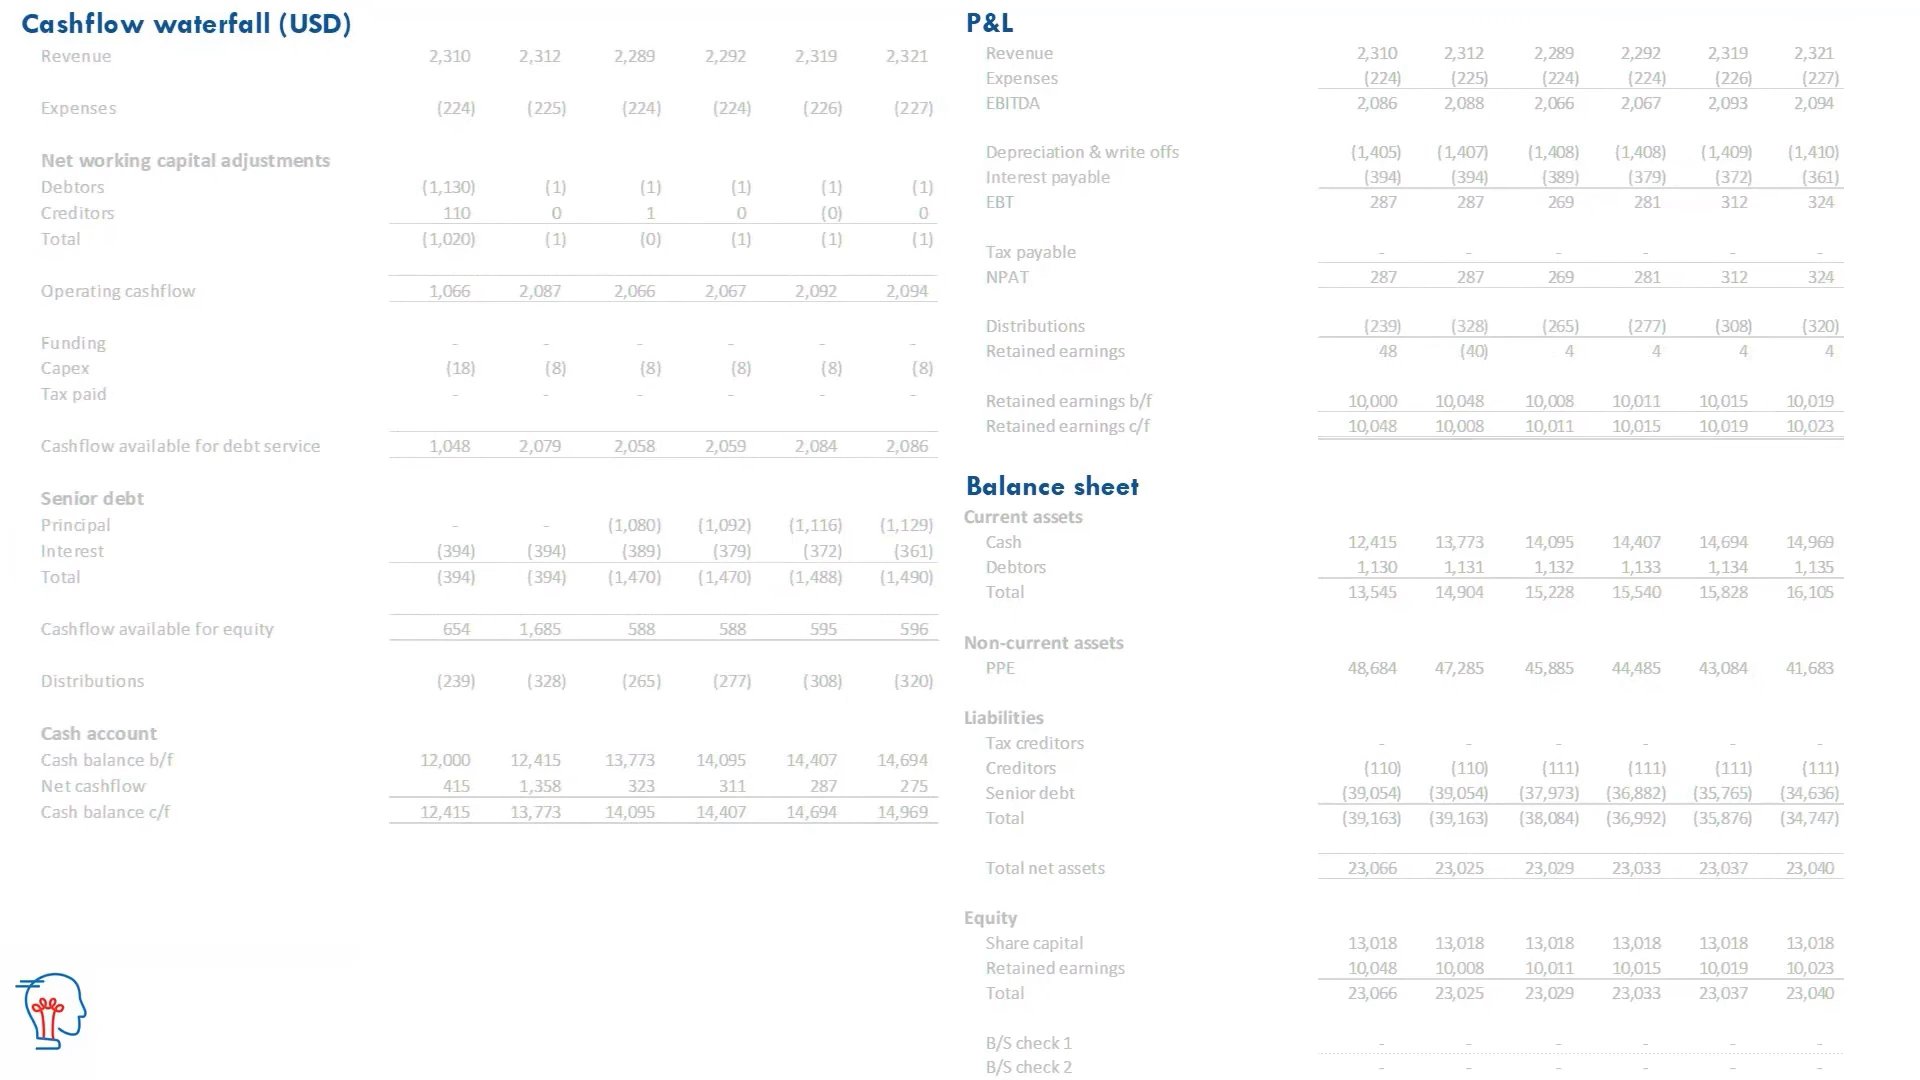 Cashflow waterfall (USD)
Revenue 2,310 2,312 2,289 2,292 2,319 2,321
Expenses (224) (225) (224) (224) (226) (227)
Net working capital adjustments
Debtors (1,130) (1) (1) (1) (1) (1)
Creditors 110 0 1 0 (0) 0
Total (1,020) (1) (0) (1) (1) (1)
Operating cashflow 1,066 2,087 2,066 2,067 2,092 2,094
Funding - - - - - -
Capex (18) (8) (8) (8) (8) (8)
Tax paid - - - - - -
Cashflow available for debt service 1,048 2,079 2,058 2,059 2,084 2,086
Senior debt
Principal - - (1,080) (1,092) (1,116) (1,129)
Interest (394) (394) (389) (379) (372) (361)
Total (394) (394) (1,470) (1,470) (1,488) (1,490)
Cashflow available for equity 654 1,685 588 588 595 596
Distributions (239) (328) (265) (277) (308) (320)
Cash account
Cash balance b/f 12,000 12,415 13,773 14,095 14,407 14,694
Net cashflow 415 1,358 323 311 287 275
Cash balance c/f 12,415 13,773 14,095 14,407 14,694 14,969
P&L
Revenue 2,310 2,312 2,289 2,292 2,319 2,321
Expenses (224) (225) (224) (224) (226) (227)
EBITDA 2,086 2,088 2,066 2,067 2,093 2,094
Depreciation & write offs (1,405) (1,407) (1,408) (1,408) (1,409) (1,410)
Interest payable (394) (394) (389) (379) (372) (361)
EBT 287 287 269 281 312 324
Tax payable - - - - - -
NPAT 287 287 269 281 312 324
Distributions (239) (328) (265) (277) (308) (320)
Retained earnings 48 (40) 4 4 4 4
Retained earnings b/f 10,000 10,048 10,008 10,011 10,015 10,019
Retained earnings c/f 10,048 10,008 10,011 10,015 10,019 10,023
Balance sheet
Current assets
Cash 12,415 13,773 14,095 14,407 14,694 14,969
Debtors 1,130 1,131 1,132 1,133 1,134 1,135
Total 13,545 14,904 15,228 15,540 15,828 16,105
Non-current assets
PPE 48,684 47,285 45,885 44,485 43,084 41,683
Liabilities
Tax creditors - - - - - -
Creditors (110) (110) (111) (111) (111) (111)
Senior debt (39,054) (39,054) (37,973) (36,882) (35,765) (34,636)
Total (39,163) (39,163) (38,084) (36,992) (35,876) (34,747)
Total net assets 23,066 23,025 23,029 23,033 23,037 23,040
Equity
Share capital 13,018 13,018 13,018 13,018 13,018 13,018
Retained earnings 10,048 10,008 10,011 10,015 10,019 10,023
Total 23,066 23,025 23,029 23,033 23,037 23,040
B/S check 1 - - - - - -
B/S check 2 - - - - - -